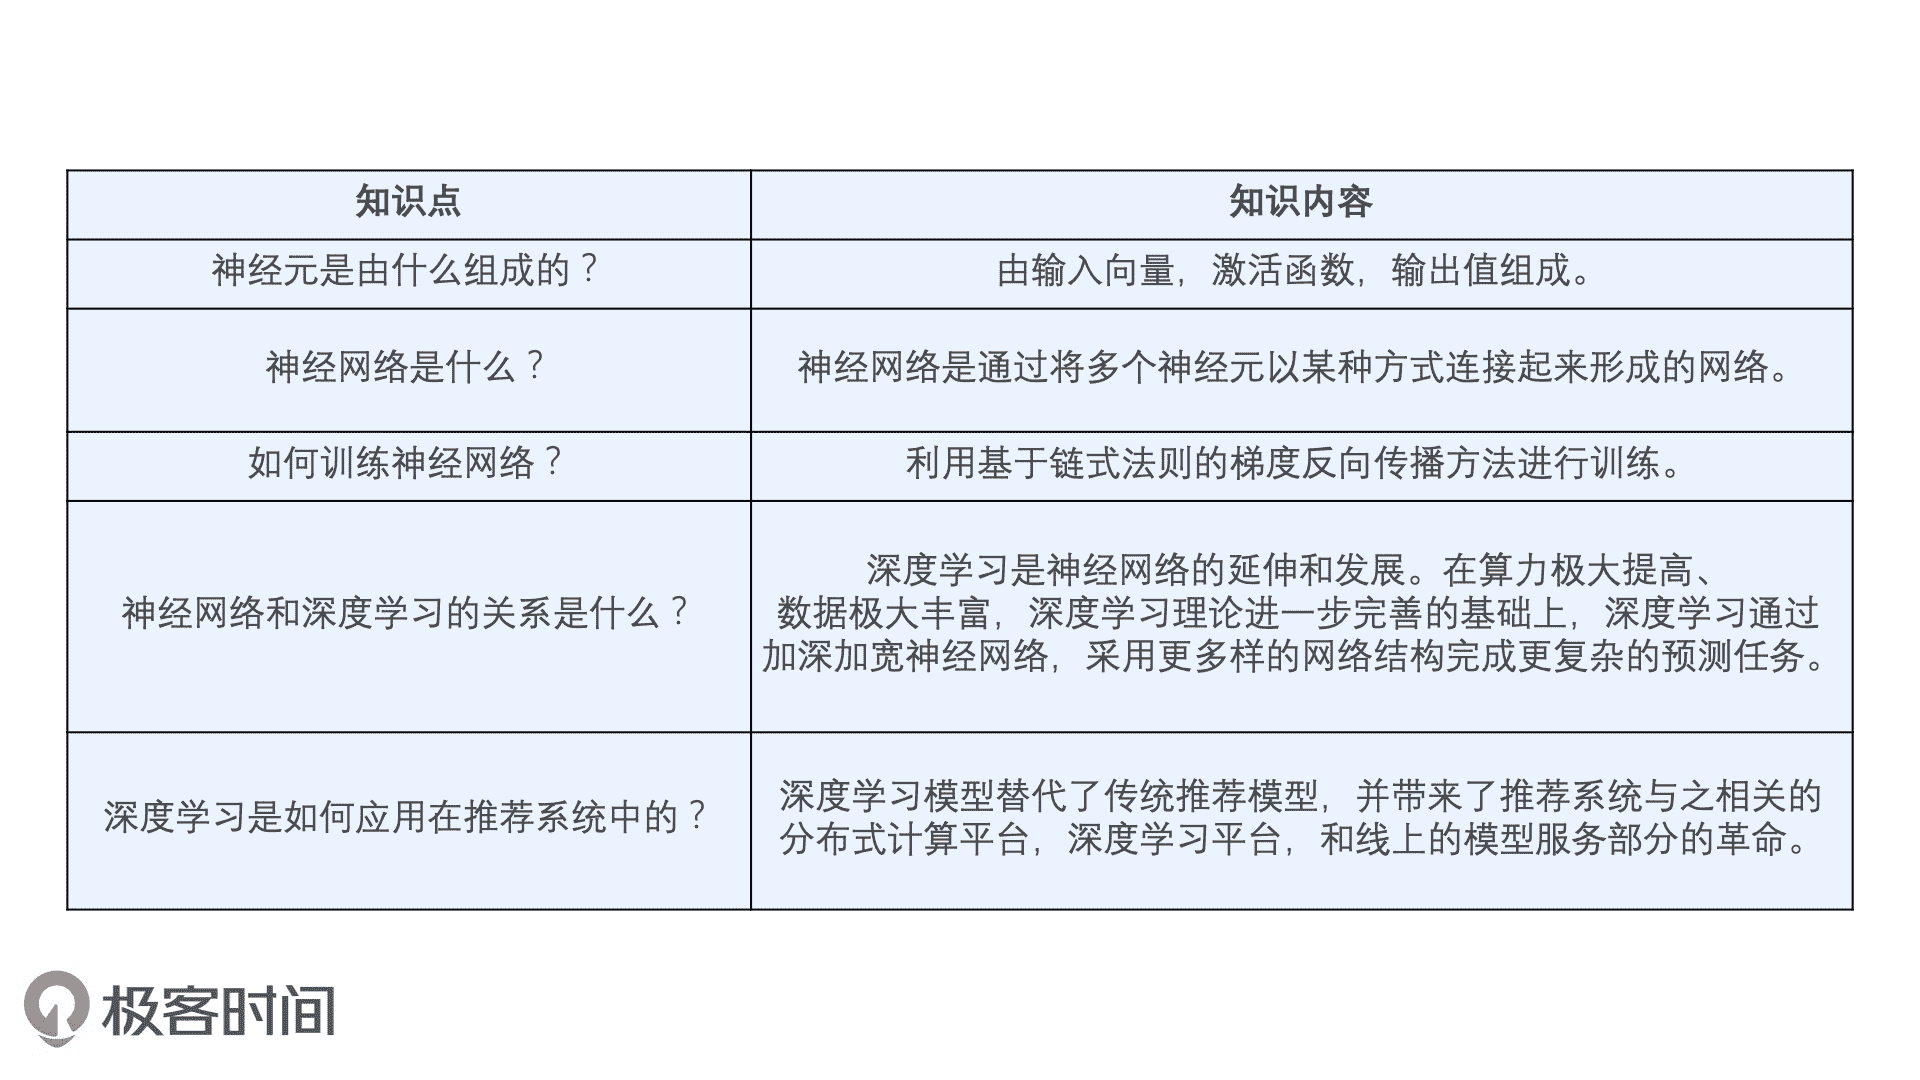 知识点
知识内容
神经元是由什么组成的？
由输入向量，激活函数，输出值组成。
神经网络是什么？
神经网络是通过将多个神经元以某种方式连接起来形成的网络。
如何训练神经网络？
利用基于链式法则的梯度反向传播方法进行训练。
神经网络和深度学习的关系是什么？
深度学习是神经网络的延伸和发展。在算力极大提高、
数据极大丰富，深度学习理论进一步完善的基础上，深度学习通过
加深加宽神经网络，采用更多样的网络结构完成更复杂的预测任务。
深度学习是如何应用在推荐系统中的？
深度学习模型替代了传统推荐模型，并带来了推荐系统与之相关的
分布式计算平台，深度学习平台，和线上的模型服务部分的革命。
极客时间